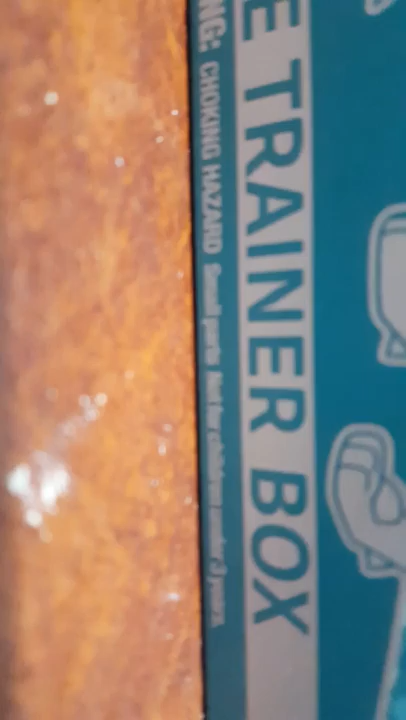 E TRAINER BOX
NG: CHOKING HAZARD Small parts. Not for children under 3 years.